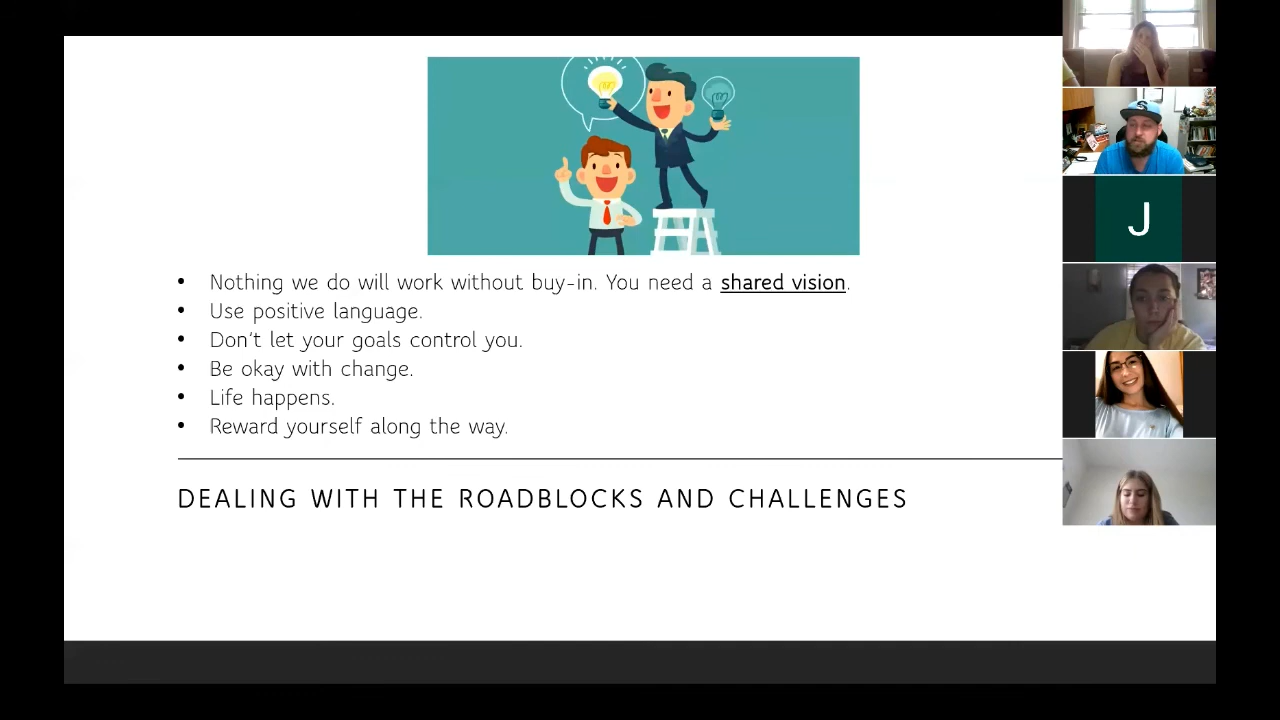 • Nothing we do will work without buy-in. You need a shared vision.
• Use positive language.
• Don't let your goals control you.
• Be okay with change.
• Life happens.
• Reward yourself along the way.
DEALING WITH THE ROADBLOCKS AND CHALLENGES
S
J